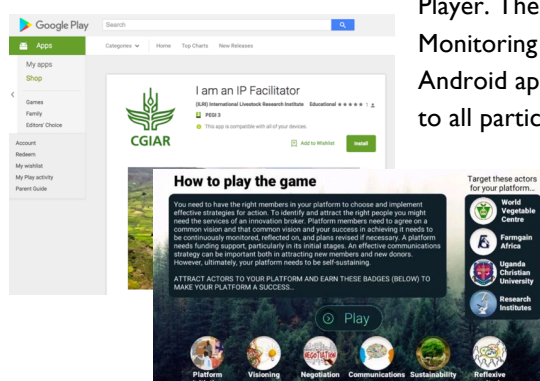 Player. The
Monitoring
Android ap
to all partic
Google Play
Search
Apps
Categories
Home
Top Charts
New Releases
My apps
Shop
Games
Family
Editors' Choice
Account
Redeem
My wishlist
My Play activity
Parent Guide
CGIAR
I am an IP Facilitator
(ILRI) International Livestock Research Institute Educational ★★★★★ 1
PEGI 3
This app is compatible with all of your devices.
Add to Wishlist
Install
How to play the game
You need to have the right members in your platform to choose and implement
effective strategies for action. To identify and attract the right people you might
need the services of an innovation broker. Platform members need to agree on a
common vision and that common vision and your success in achieving it needs to
be continuously monitored, reflected on, and plans revised if necessary. A platform
needs funding support, particularly in its initial stages. An effective communications
strategy can be important both in attracting new members and new donors.
However, ultimately, your platform needs to be self-sustaining.
ATTRACT ACTORS TO YOUR PLATFORM AND EARN THESE BADGES (BELOW) TO
MAKE YOUR PLATFORM A SUCCESS...
Play
Target these actors
for your platform...
World
Vegetable
Centre
Farmgain
Africa
Uganda
Christian
University
Research
Institutes
Platform
Visioning
NEGOTIATION
Negotiation
Communications
Sustainability
Reflexive